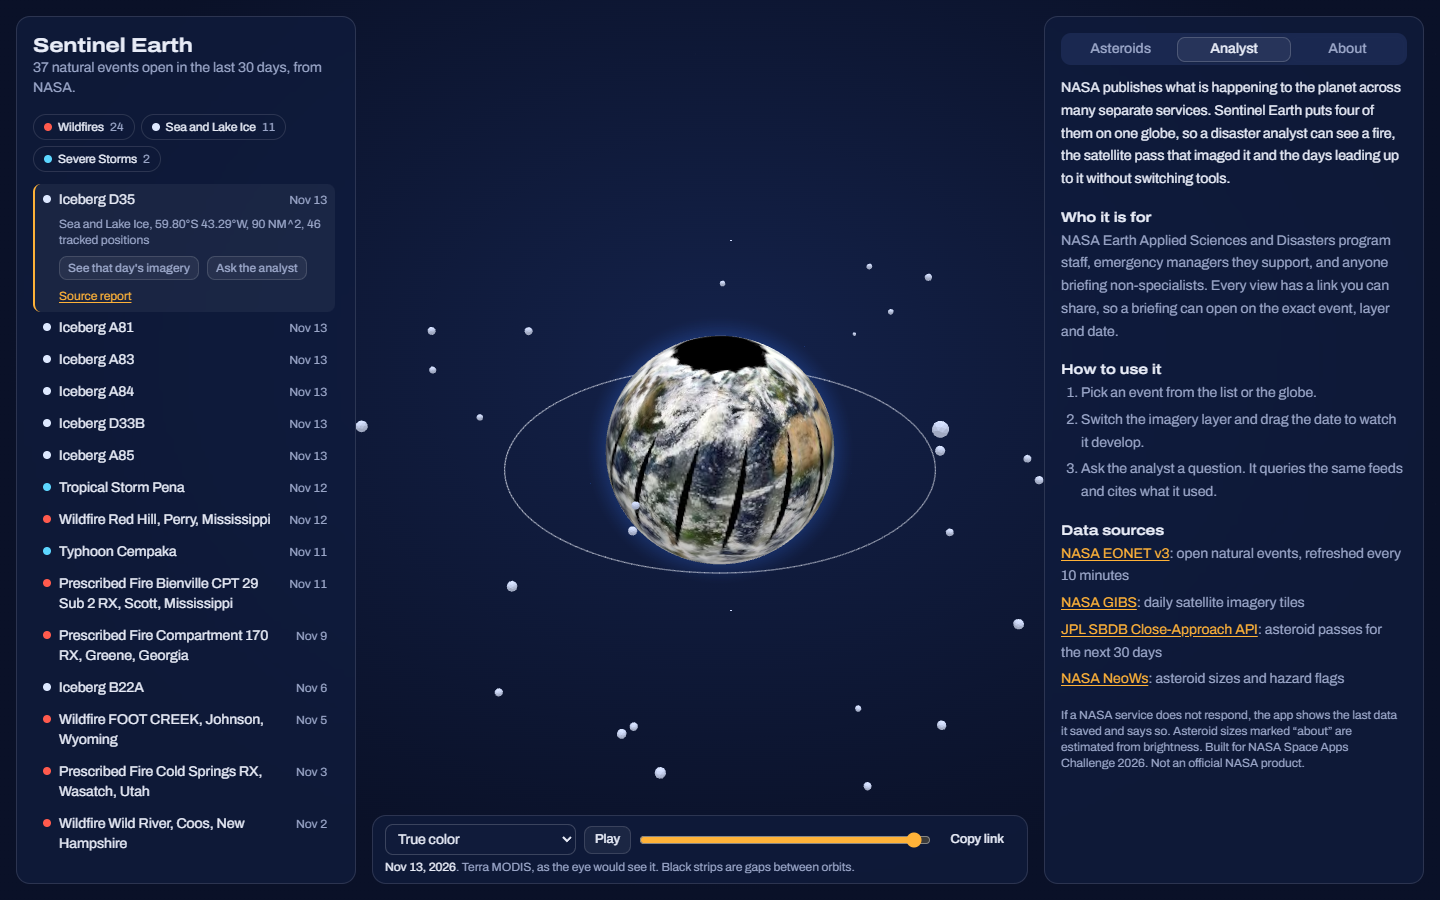 Sentinel Earth
37 natural events open in the last 30 days, from
NASA.
Wildfires 24
Sea and Lake Ice 11
Severe Storms 2
Iceberg D35 Nov 13
Sea and Lake Ice, 59.80°S 43.29°W, 90 NM^2, 46
tracked positions
See that day's imagery
Ask the analyst
Source report
Iceberg A81 Nov 13
Iceberg A83 Nov 13
Iceberg A84 Nov 13
Iceberg D33B Nov 13
Iceberg A85 Nov 13
Tropical Storm Pena Nov 12
Wildfire Red Hill, Perry, Mississippi Nov 12
Typhoon Cempaka Nov 11
Prescribed Fire Bienville CPT 29 Nov 11
Sub 2 RX, Scott, Mississippi
Prescribed Fire Compartment 170 Nov 9
RX, Greene, Georgia
Iceberg B22A Nov 6
Wildfire FOOT CREEK, Johnson, Nov 5
Wyoming
Prescribed Fire Cold Springs RX, Nov 3
Wasatch, Utah
Wildfire Wild River, Coos, New Nov 2
Hampshire
True color
Play
Copy link
Nov 13, 2026. Terra MODIS, as the eye would see it. Black strips are gaps between orbits.
Asteroids
Analyst
About
NASA publishes what is happening to the planet across
many separate services. Sentinel Earth puts four of
them on one globe, so a disaster analyst can see a fire,
the satellite pass that imaged it and the days leading up
to it without switching tools.
Who it is for
NASA Earth Applied Sciences and Disasters program
staff, emergency managers they support, and anyone
briefing non-specialists. Every view has a link you can
share, so a briefing can open on the exact event, layer
and date.
How to use it
1. Pick an event from the list or the globe.
2. Switch the imagery layer and drag the date to watch
it develop.
3. Ask the analyst a question. It queries the same feeds
and cites what it used.
Data sources
NASA EONET v3: open natural events, refreshed every
10 minutes
NASA GIBS: daily satellite imagery tiles
JPL SBDB Close-Approach API: asteroid passes for
the next 30 days
NASA NeoWs: asteroid sizes and hazard flags
If a NASA service does not respond, the app shows the last data
it saved and says so. Asteroid sizes marked “about” are
estimated from brightness. Built for NASA Space Apps
Challenge 2026. Not an official NASA product.